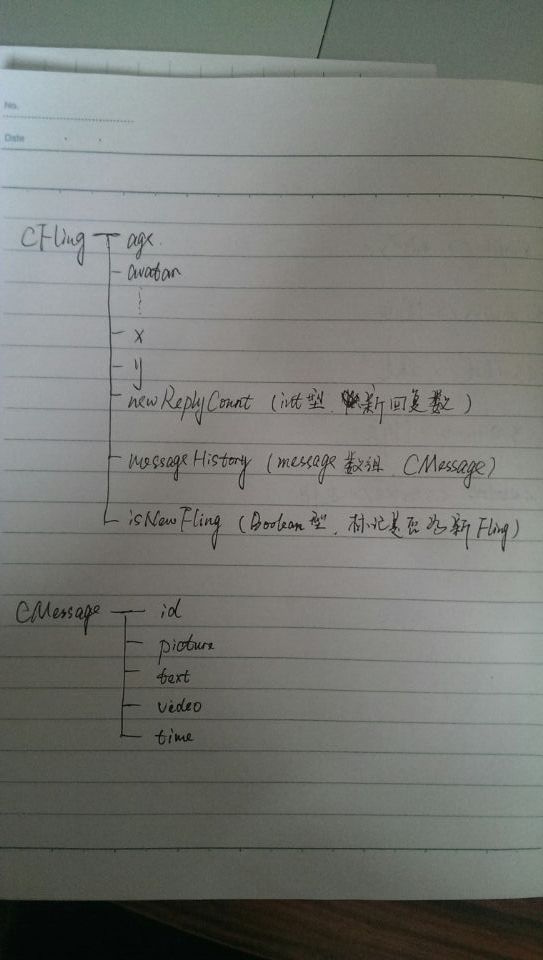 No.
Date
CFling age
avatar
⋮
x
y
newReplyCount (int型. 新回复数)
messageHistory (message数组. CMessage)
isNewFling (Boolean型. 标记是否为新Fling)
CMessage id
picture
text
video
time